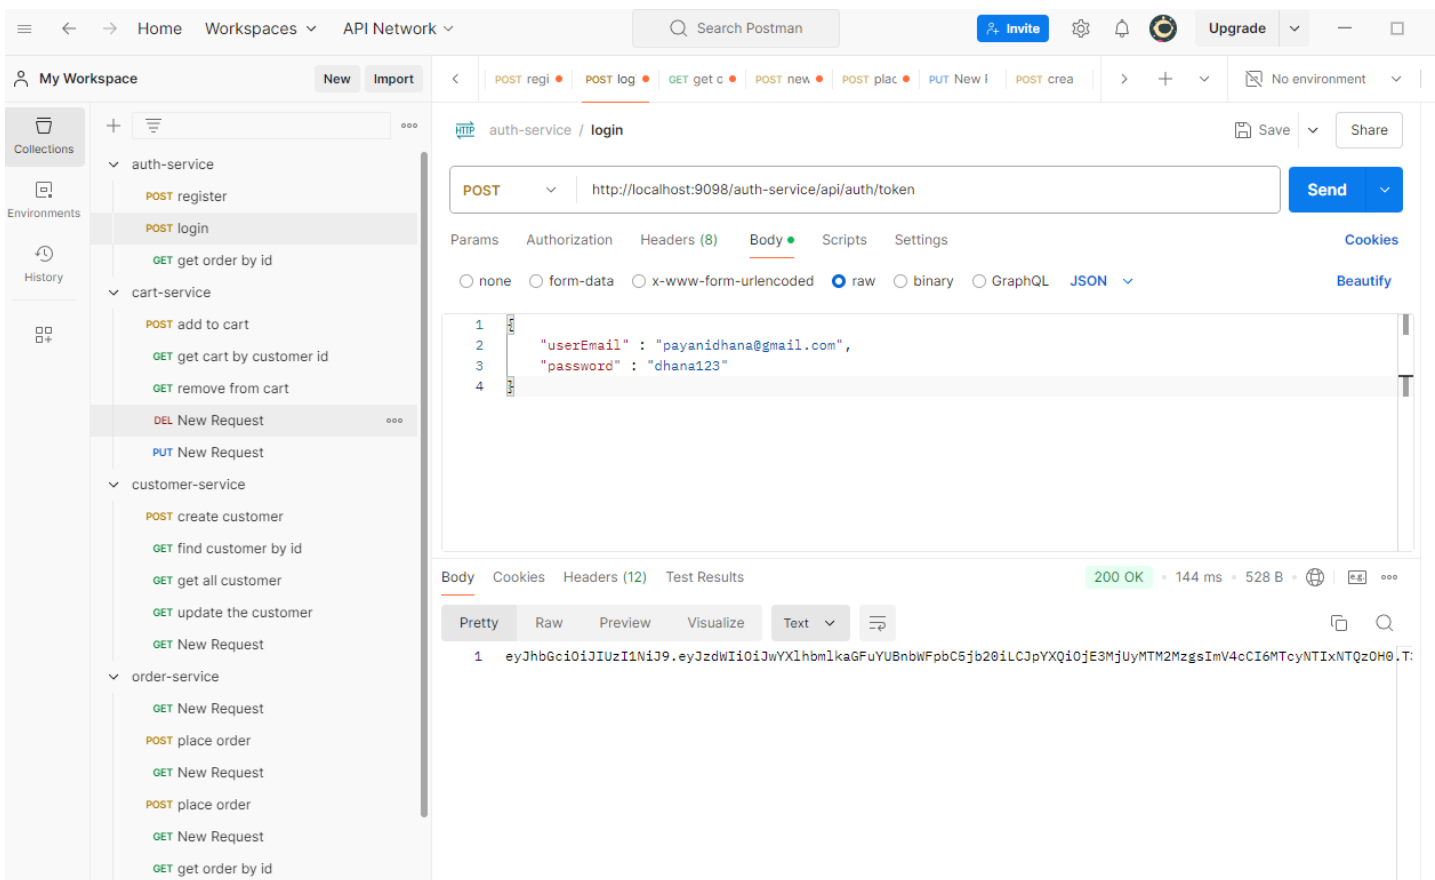 Home Workspaces API Network Search Postman Invite Upgrade
My Workspace New Import POST regi POST log GET get c POST new POST plac PUT New POST crea No environment
Collections
Environments
History
auth-service
POST register
POST login
GET get order by id
cart-service
POST add to cart
GET get cart by customer id
GET remove from cart
DEL New Request
PUT New Request
customer-service
POST create customer
GET find customer by id
GET get all customer
GET update the customer
GET New Request
order-service
GET New Request
POST place order
GET New Request
POST place order
GET New Request
GET get order by id
HTTP auth-service / login Save Share
POST http://localhost:9098/auth-service/api/auth/token Send
Params Authorization Headers (8) Body Scripts Settings Cookies
none form-data x-www-form-urlencoded raw binary GraphQL JSON Beautify
1 {
2 "userEmail" : "payanidhana@gmail.com",
3 "password" : "dhana123"
4 }
Body Cookies Headers (12) Test Results 200 OK 144 ms 528 B e.g.
Pretty Raw Preview Visualize Text
1 eyJhbGciOiJIUzI1NiJ9.eyJzdWIiOiJwYXlhbmlkaGFuYUBnbWFpbC5jb20iLCJpYXQiOjE3MjUyMTM2MzgsImV4cCI6MTcyNTIxNTQzOH0.T